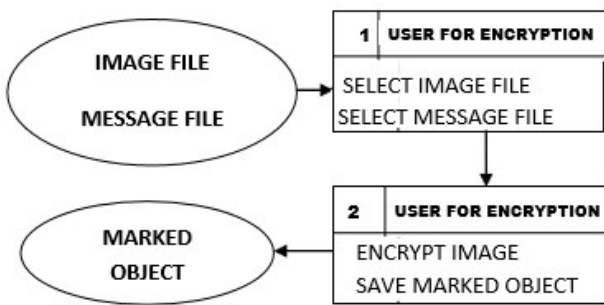 IMAGE FILE
MESSAGE FILE
1 USER FOR ENCRYPTION
SELECT IMAGE FILE
SELECT MESSAGE FILE
2 USER FOR ENCRYPTION
ENCRYPT IMAGE
SAVE MARKED OBJECT
MARKED
OBJECT